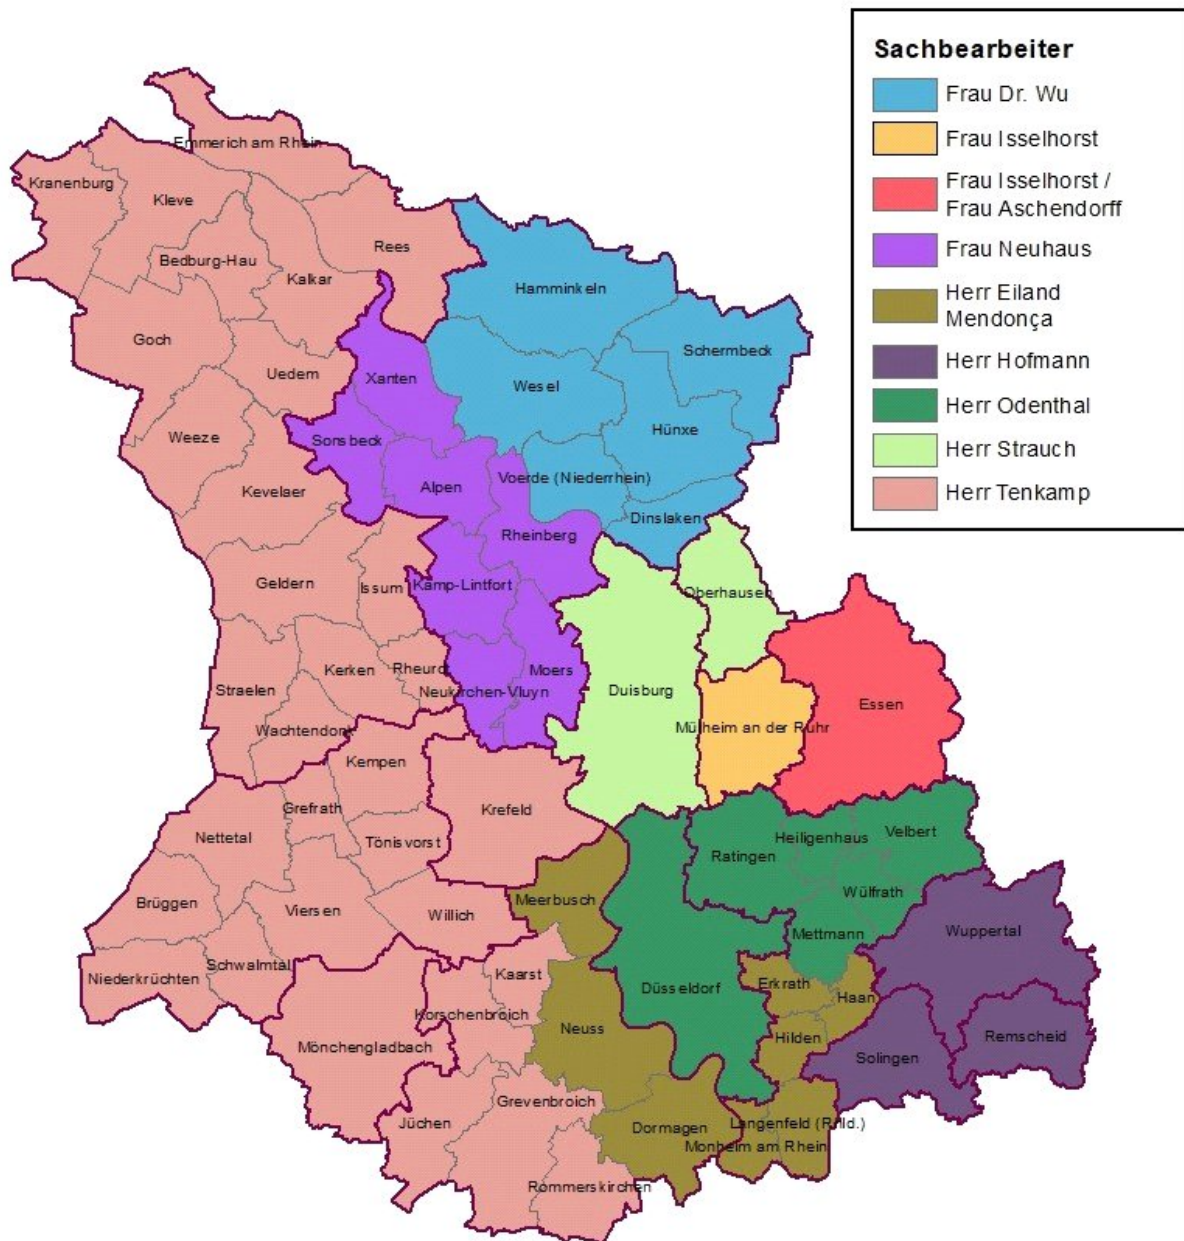 Sachbearbeiter
Frau Dr. Wu
Frau Isselhorst
Frau Isselhorst /
Frau Aschendorff
Frau Neuhaus
Herr Eiland
Mendonça
Herr Hofmann
Herr Odenthal
Herr Strauch
Herr Tenkamp
Emmerich am Rhein
Kranenburg
Kleve
Rees
Bedburg-Hau
Kalkar
Hamminkeln
Goch
Schermbeck
Uedem
Xanten
Wesel
Hünxe
Weeze
Sonsbeck
Kevelaer
Alpen
Voerde (Niederrhein)
Dinslaken
Rheinberg
Geldern
Issum
Kamp-Lintfort
Oberhausen
Kerken
Rheurdt
Moers
Straelen
Neukirchen-Vluyn
Duisburg
Essen
Wachtendonk
Mülheim an der Ruhr
Kempen
Grefrath
Krefeld
Nettetal
Tönisvorst
Heiligenhaus
Velbert
Ratingen
Wülfrath
Brüggen
Viersen
Willich
Meerbusch
Mettmann
Wuppertal
Niederkrüchten
Schwalmtal
Kaarst
Düsseldorf
Erkrath
Haan
Korschenbroich
Neuss
Hilden
Remscheid
Mönchengladbach
Solingen
Grevenbroich
Jüchen
Dormagen
Langenfeld (Rhld.)
Monheim am Rhein
Rommerskirchen